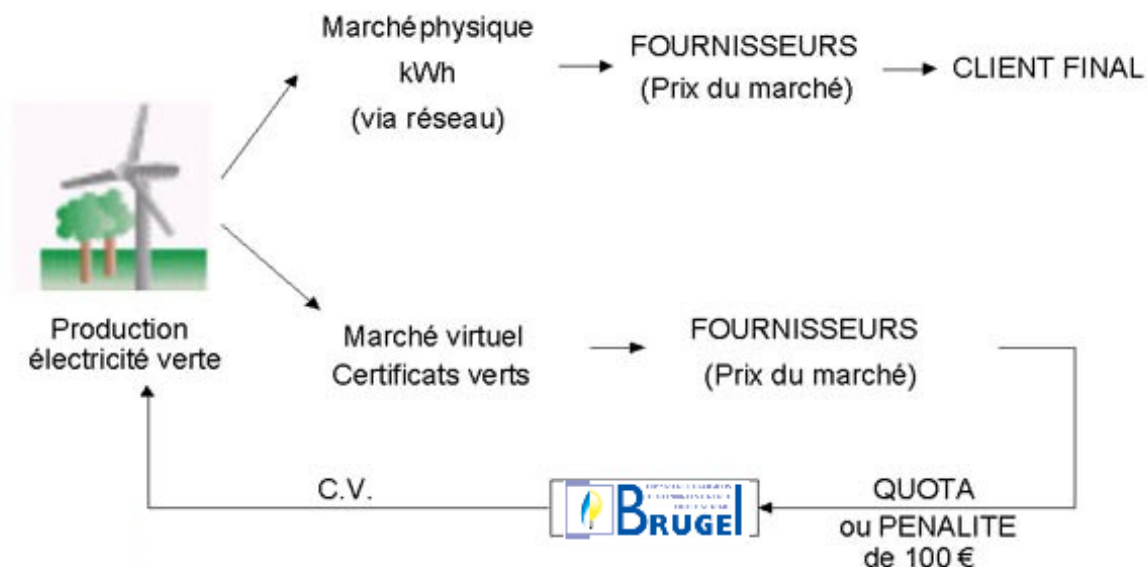 Marché physique
kWh
(via réseau)
FOURNISSEURS
(Prix du marché)
CLIENT FINAL
Production
électricité verte
Marché virtuel
Certificats verts
FOURNISSEURS
(Prix du marché)
C.V.
BRUGEL
QUOTA
ou PENALITE
de 100 €